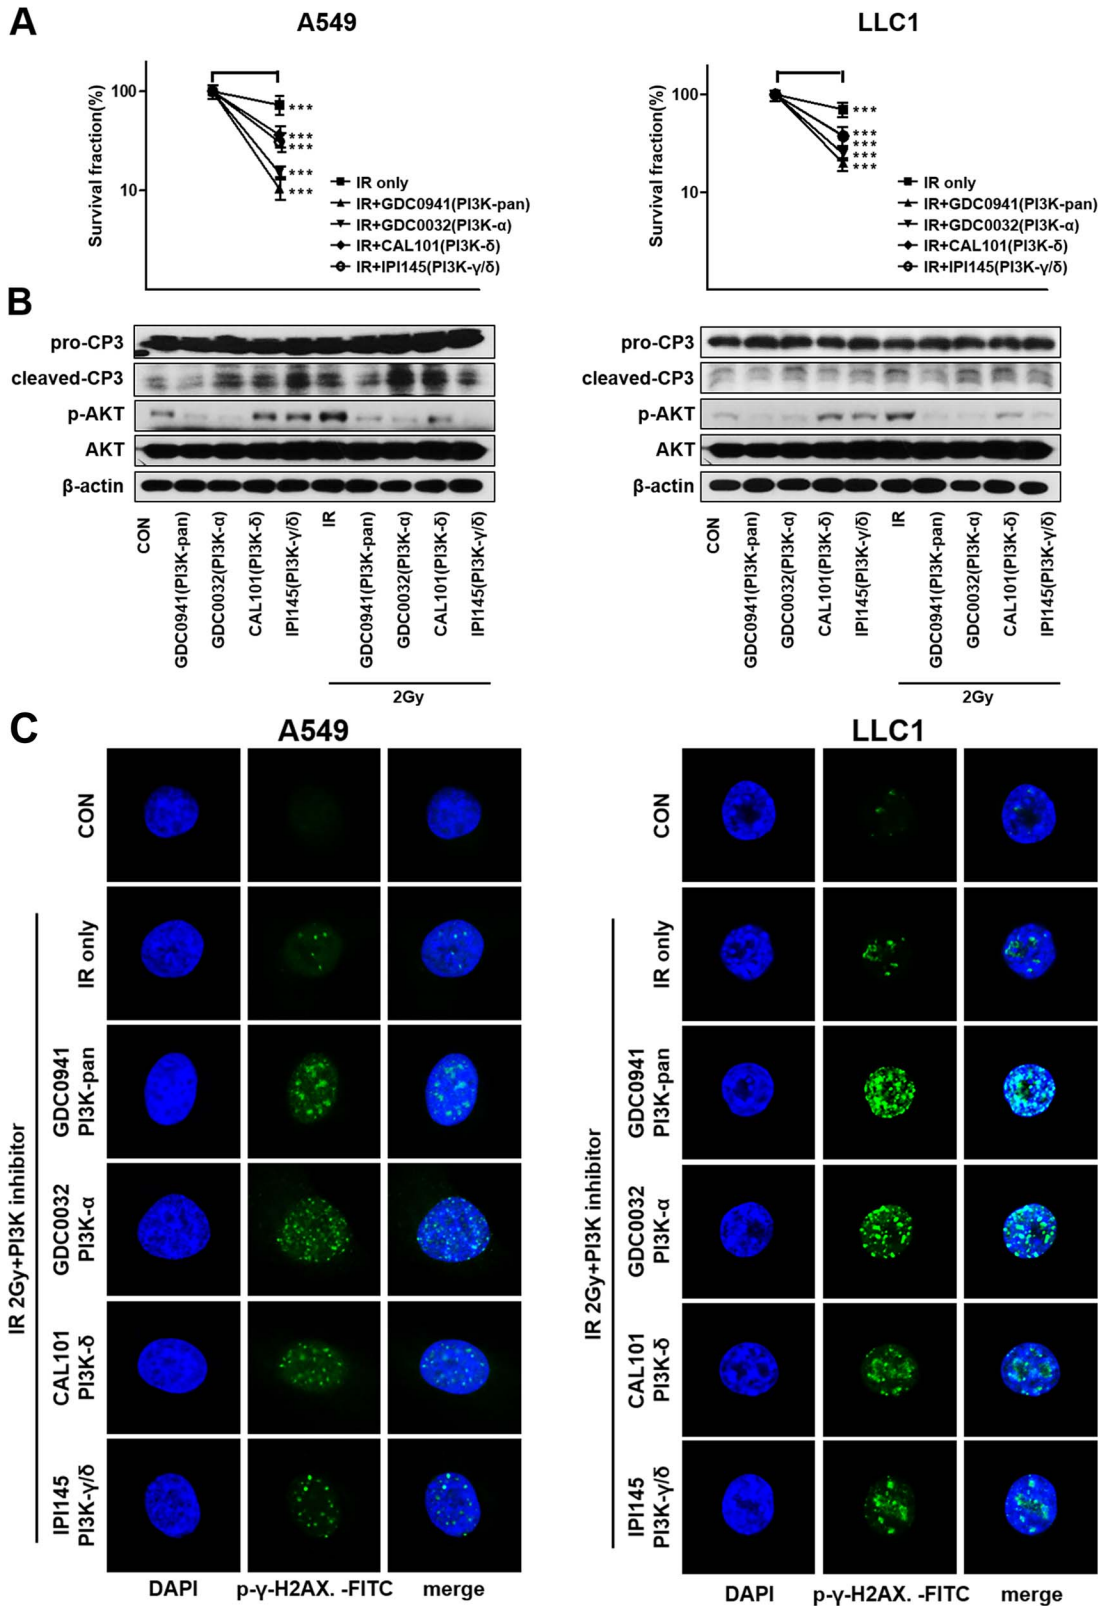 A
A549
LLC1
Survival fraction(%)
100
10
***
***
***
***
***
IR only
IR+GDC0941(PI3K-pan)
IR+GDC0032(PI3K-α)
IR+CAL101(PI3K-δ)
IR+IPI145(PI3K-γ/δ)
Survival fraction(%)
100
10
***
***
***
***
***
IR only
IR+GDC0941(PI3K-pan)
IR+GDC0032(PI3K-α)
IR+CAL101(PI3K-δ)
IR+IPI145(PI3K-γ/δ)
B
pro-CP3
cleaved-CP3
p-AKT
AKT
β-actin
CON
GDC0941(PI3K-pan)
GDC0032(PI3K-α)
CAL101(PI3K-δ)
IPI145(PI3K-γ/δ)
IR
GDC0941(PI3K-pan)
GDC0032(PI3K-α)
CAL101(PI3K-δ)
IPI145(PI3K-γ/δ)
2Gy
pro-CP3
cleaved-CP3
p-AKT
AKT
β-actin
CON
GDC0941(PI3K-pan)
GDC0032(PI3K-α)
CAL101(PI3K-δ)
IPI145(PI3K-γ/δ)
IR
GDC0941(PI3K-pan)
GDC0032(PI3K-α)
CAL101(PI3K-δ)
IPI145(PI3K-γ/δ)
2Gy
C
A549
CON
IR only
GDC0941
PI3K-pan
GDC0032
PI3K-α
CAL101
PI3K-δ
IPI145
PI3K-γ/δ
IR 2Gy+PI3K inhibitor
DAPI
p-γ-H2AX. -FITC
merge
LLC1
CON
IR only
GDC0941
PI3K-pan
GDC0032
PI3K-α
CAL101
PI3K-δ
IPI145
PI3K-γ/δ
IR 2Gy+PI3K inhibitor
DAPI
p-γ-H2AX. -FITC
merge